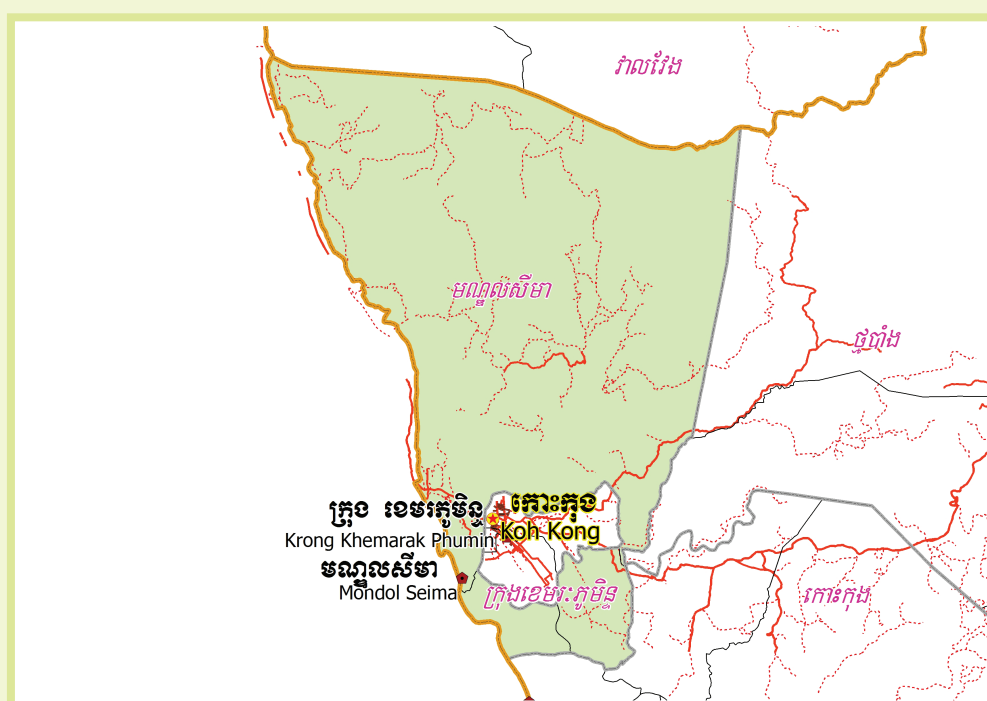 វាលវែង
មណ្ឌលសីមា
ថ្មបាំង
ក្រុង ខេមរភូមិន្ទ
កោះកុង
Krong Khemarak Phumin
Koh Kong
មណ្ឌលសីមា
Mondol Seima
ក្រុងខេមរៈភូមិន្ទ
កោះកុង